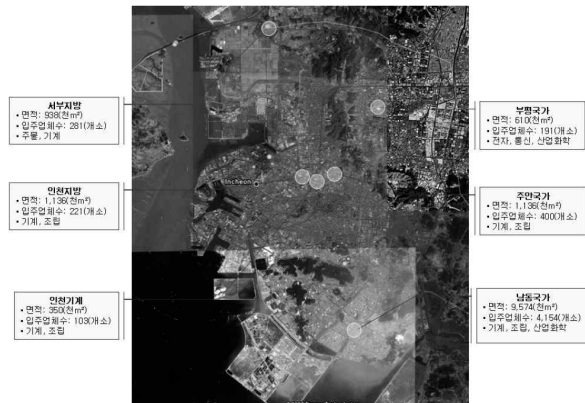 서부지방
• 면적: 938(천m²)
• 입주업체수: 281(개소)
• 주물, 기계
인천지방
• 면적: 1,136(천m²)
• 입주업체수: 221(개소)
• 기계, 조립
인천기계
• 면적: 350(천m²)
• 입주업체수: 103(개소)
• 기계, 조립
Incheon
부평국가
• 면적: 610(천m²)
• 입주업체수: 191(개소)
• 전자, 통신, 산업화학
주안국가
• 면적: 1,136(천m²)
• 입주업체수: 400(개소)
• 기계, 조립
남동국가
• 면적: 9,574(천m²)
• 입주업체수: 4,154(개소)
• 기계, 조립, 산업화학